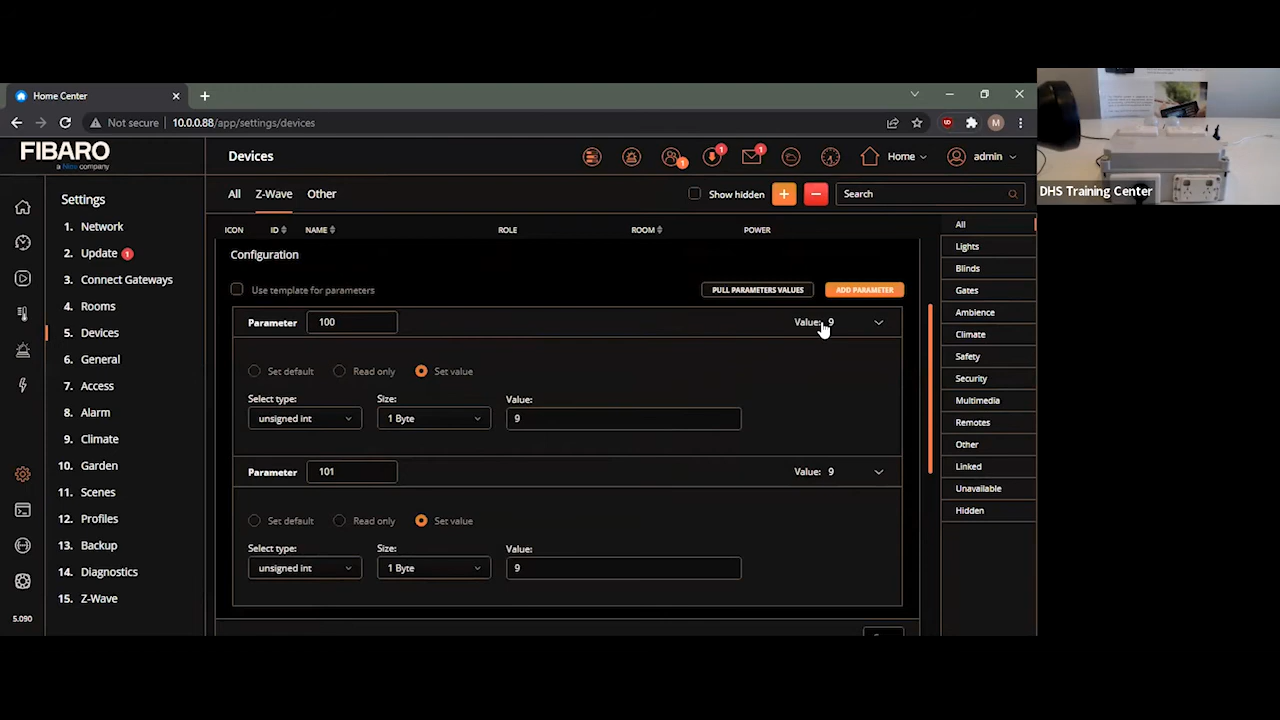 Home Center
Not secure
10.0.0.88/app/settings/devices
M
FIBARO
a Nice company
Devices
1
1
1
Home
admin
DHS Training Center
Settings
1. Network
2. Update 1
3. Connect Gateways
4. Rooms
5. Devices
6. General
7. Access
8. Alarm
9. Climate
10. Garden
11. Scenes
12. Profiles
13. Backup
14. Diagnostics
15. Z-Wave
5.090
All Z-Wave Other
Show hidden
+
-
Search
ICON ID NAME ROLE ROOM POWER
Configuration
Use template for parameters
PULL PARAMETERS VALUES
ADD PARAMETER
Parameter 100 Value: 9
Set default Read only Set value
Select type: Size: Value:
unsigned int 1 Byte 9
Parameter 101 Value: 9
Set default Read only Set value
Select type: Size: Value:
unsigned int 1 Byte 9
All
Lights
Blinds
Gates
Ambience
Climate
Safety
Security
Multimedia
Remotes
Other
Linked
Unavailable
Hidden